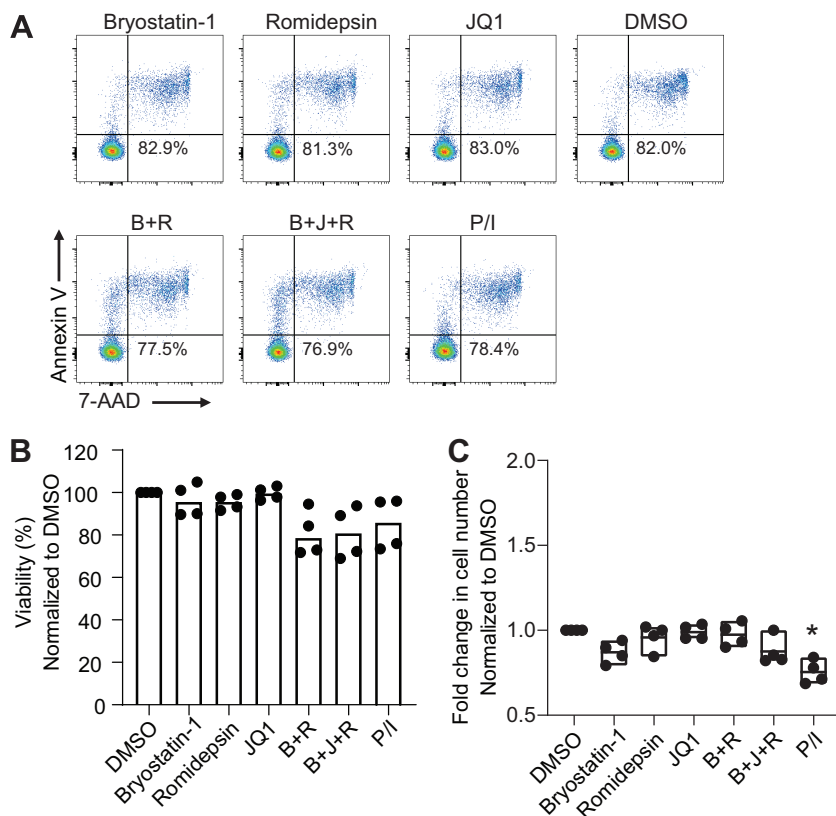 A
Bryostatin-1
Romidepsin
JQ1
DMSO
82.9%
81.3%
83.0%
82.0%
B+R
B+J+R
P/I
77.5%
76.9%
78.4%
Annexin V
7-AAD
B
Viability (%)
Normalized to DMSO
120
100
80
60
40
20
0
DMSO
Bryostatin-1
Romidepsin
JQ1
B+R
B+J+R
P/I
C
Fold change in cell number
Normalized to DMSO
2.0
1.5
1.0
0.5
*
DMSO
Bryostatin-1
Romidepsin
JQ1
B+R
B+J+R
P/I